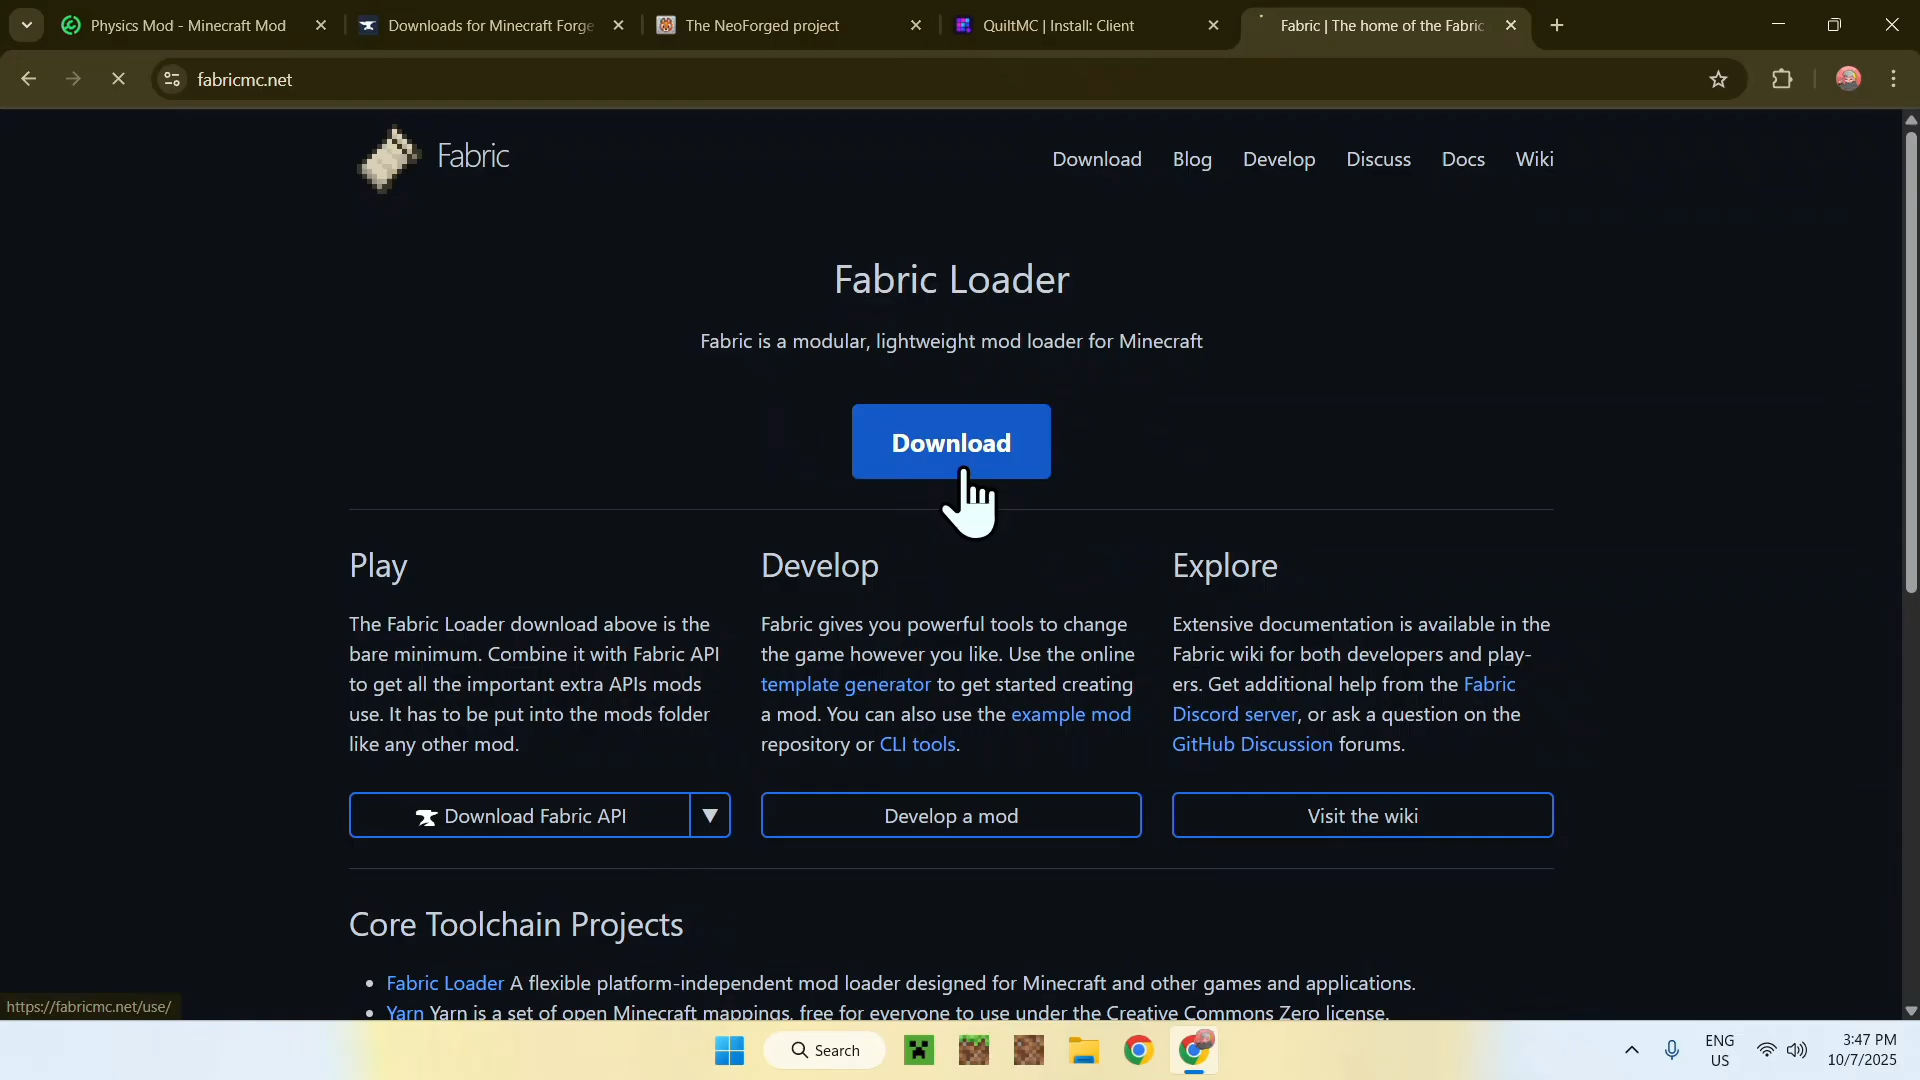 Physics Mod - Minecraft Mod
Downloads for Minecraft Forge
The NeoForged project
QuiltMC | Install: Client
Fabric | The home of the Fabric
fabricmc.net
Fabric
Download Blog Develop Discuss Docs Wiki
Fabric Loader
Fabric is a modular, lightweight mod loader for Minecraft
Download
Play
The Fabric Loader download above is the
bare minimum. Combine it with Fabric API
to get all the important extra APIs mods
use. It has to be put into the mods folder
like any other mod.
Download Fabric API
Develop
Fabric gives you powerful tools to change
the game however you like. Use the online
template generator to get started creating
a mod. You can also use the example mod
repository or CLI tools.
Develop a mod
Explore
Extensive documentation is available in the
Fabric wiki for both developers and play-
ers. Get additional help from the Fabric
Discord server, or ask a question on the
GitHub Discussion forums.
Visit the wiki
Core Toolchain Projects
• Fabric Loader A flexible platform-independent mod loader designed for Minecraft and other games and applications.
• Yarn Yarn is a set of open Minecraft mappings, free for everyone to use under the Creative Commons Zero license.
https://fabricmc.net/use/
Search
ENG
US
3:47 PM
10/7/2025